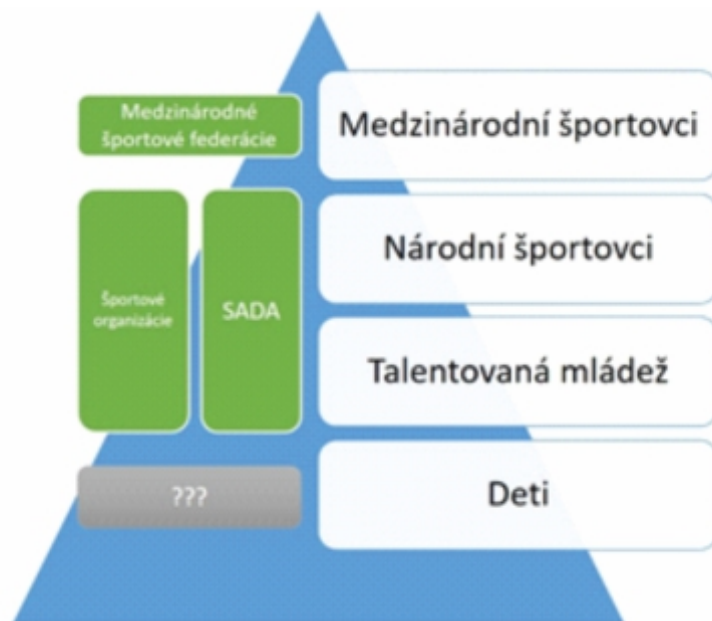 Medzinárodné
športové federácie
Medzinárodní športovci
Športové
organizácie
SADA
Národní športovci
Talentovaná mládež
???
Deti